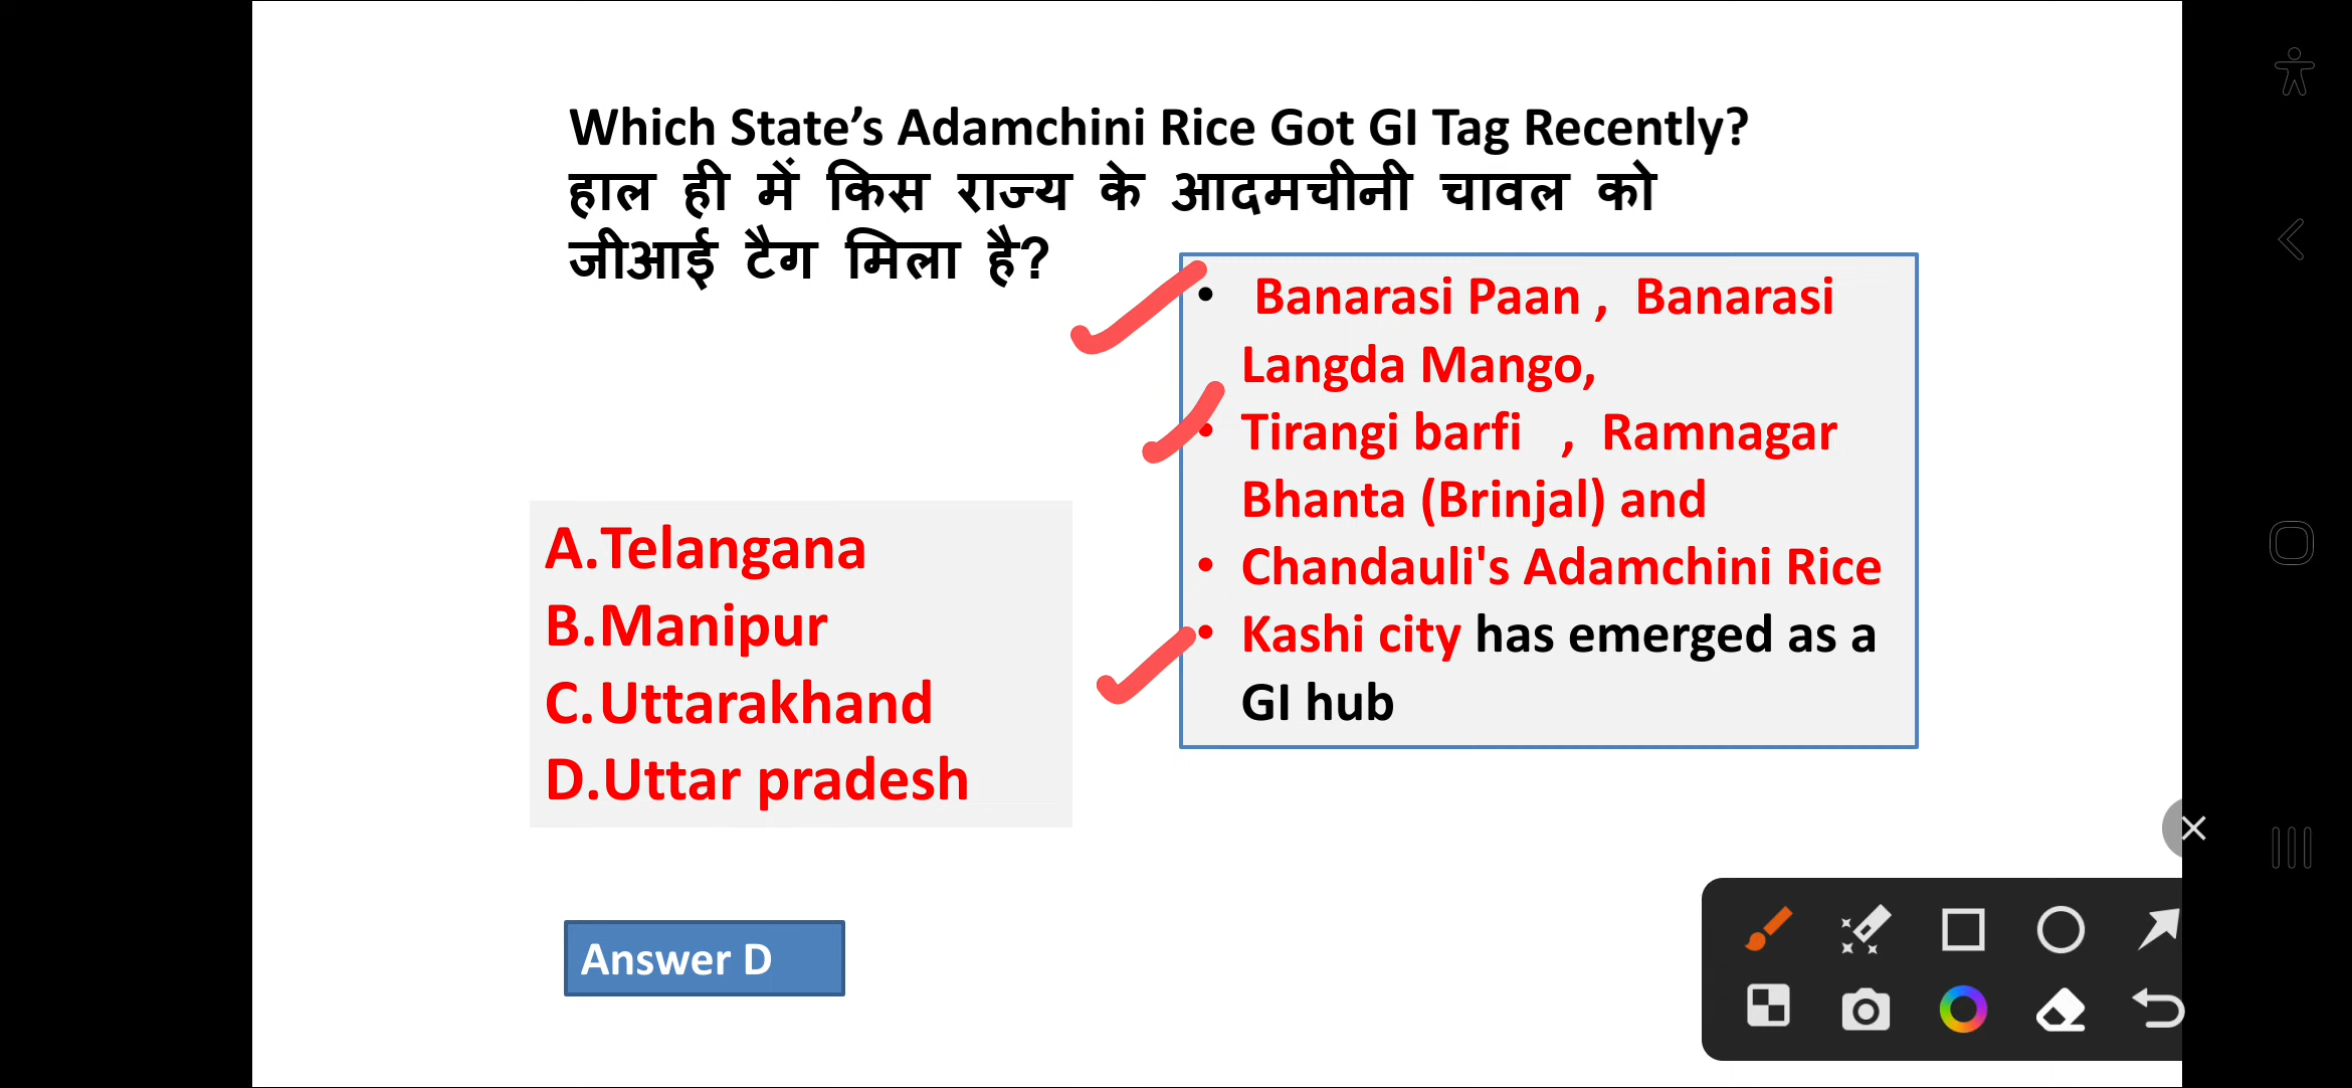 Which State’s Adamchini Rice Got GI Tag Recently?
हाल ही में किस राज्य के आदमचीनी चावल को
जीआई टैग मिला है?
• Banarasi Paan , Banarasi
Langda Mango,
• Tirangi barfi , Ramnagar
Bhanta (Brinjal) and
• Chandauli's Adamchini Rice
• Kashi city has emerged as a
GI hub
A.Telangana
B.Manipur
C.Uttarakhand
D.Uttar pradesh
Answer D